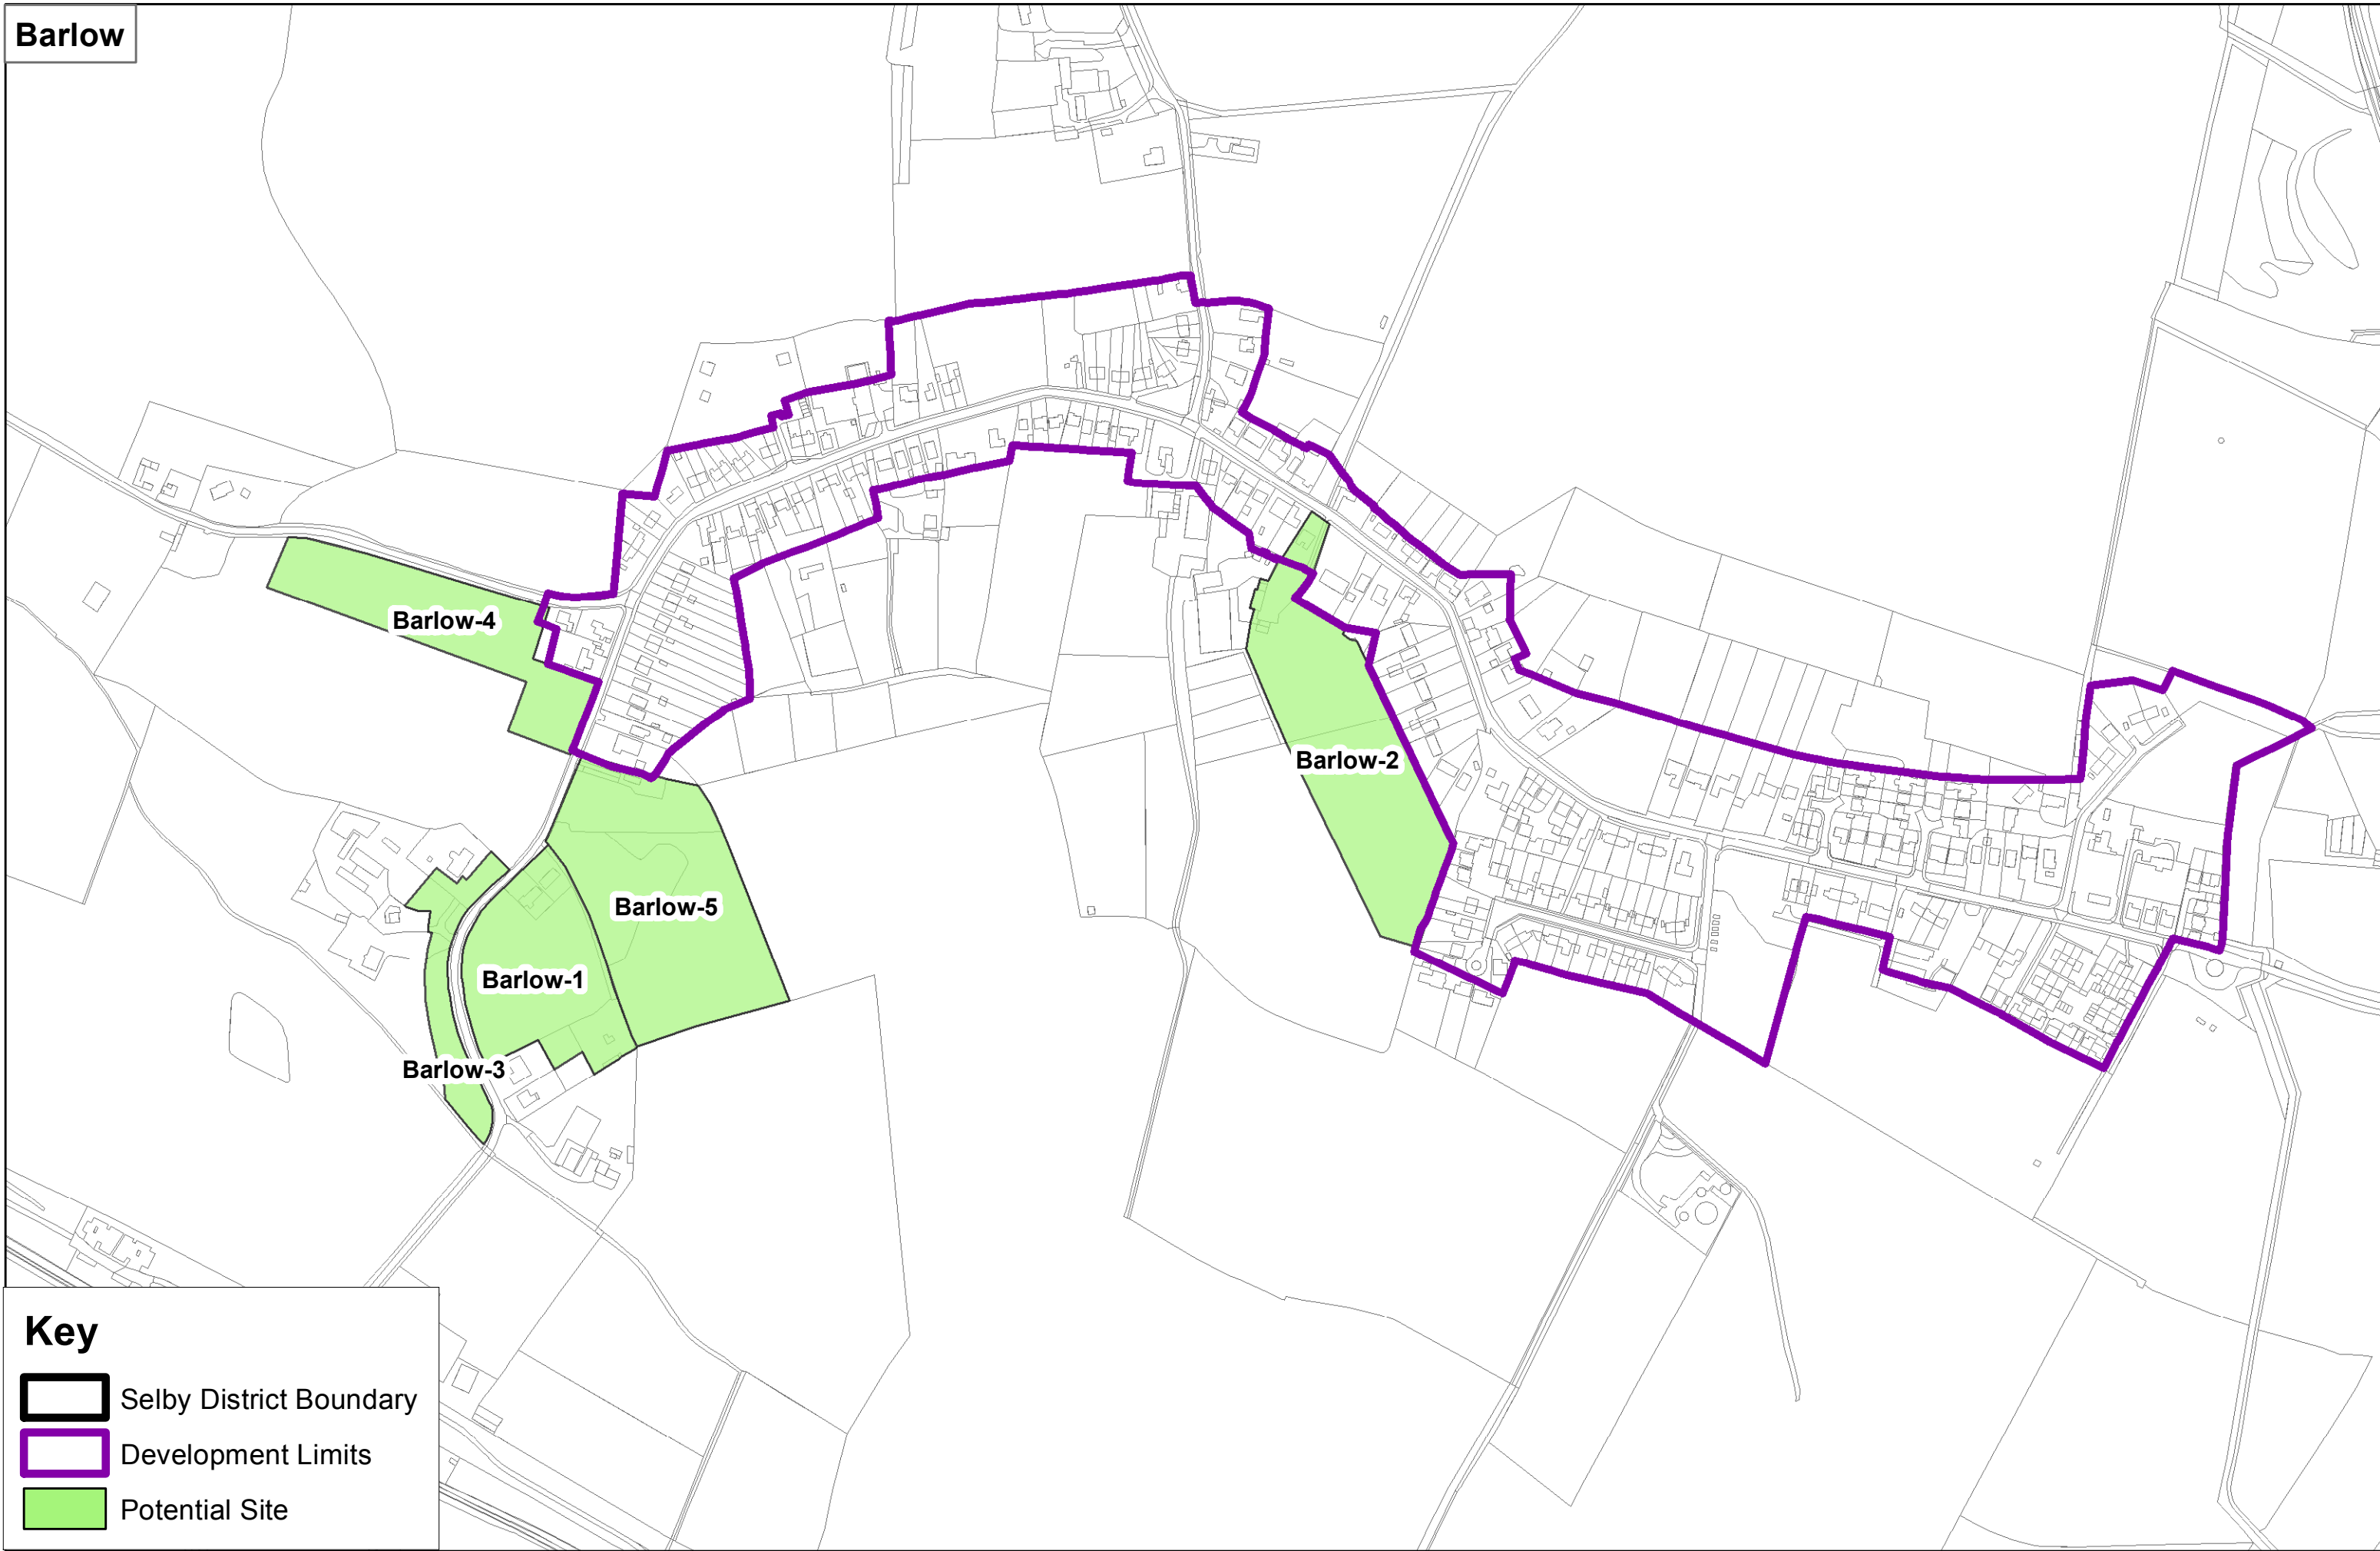 Barlow
Barlow-4
Barlow-2
Barlow-5
Barlow-1
Barlow-3
Key
Selby District Boundary
Development Limits
Potential Site